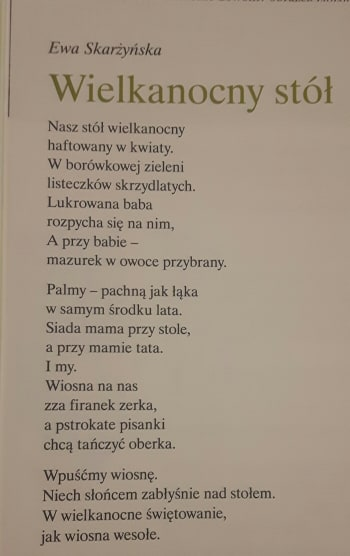 Ewa Skarżyńska
Wielkanocny stół
Nasz stół wielkanocny
haftowany w kwiaty.
W borówkowej zieleni
listeczków skrzydlatych.
Lukrowana baba
rozpycha się na nim,
A przy babie –
mazurek w owoce przybrany.
Palmy – pachną jak łąka
w samym środku lata.
Siada mama przy stole,
a przy mamie tata.
I my.
Wiosna na nas
zza firanek zerka,
a pstrokate pisanki
chcą tańczyć oberka.
Wpuśćmy wiosnę.
Niech słońcem zabłyśnie nad stołem.
W wielkanocne świętowanie,
jak wiosna wesołe.